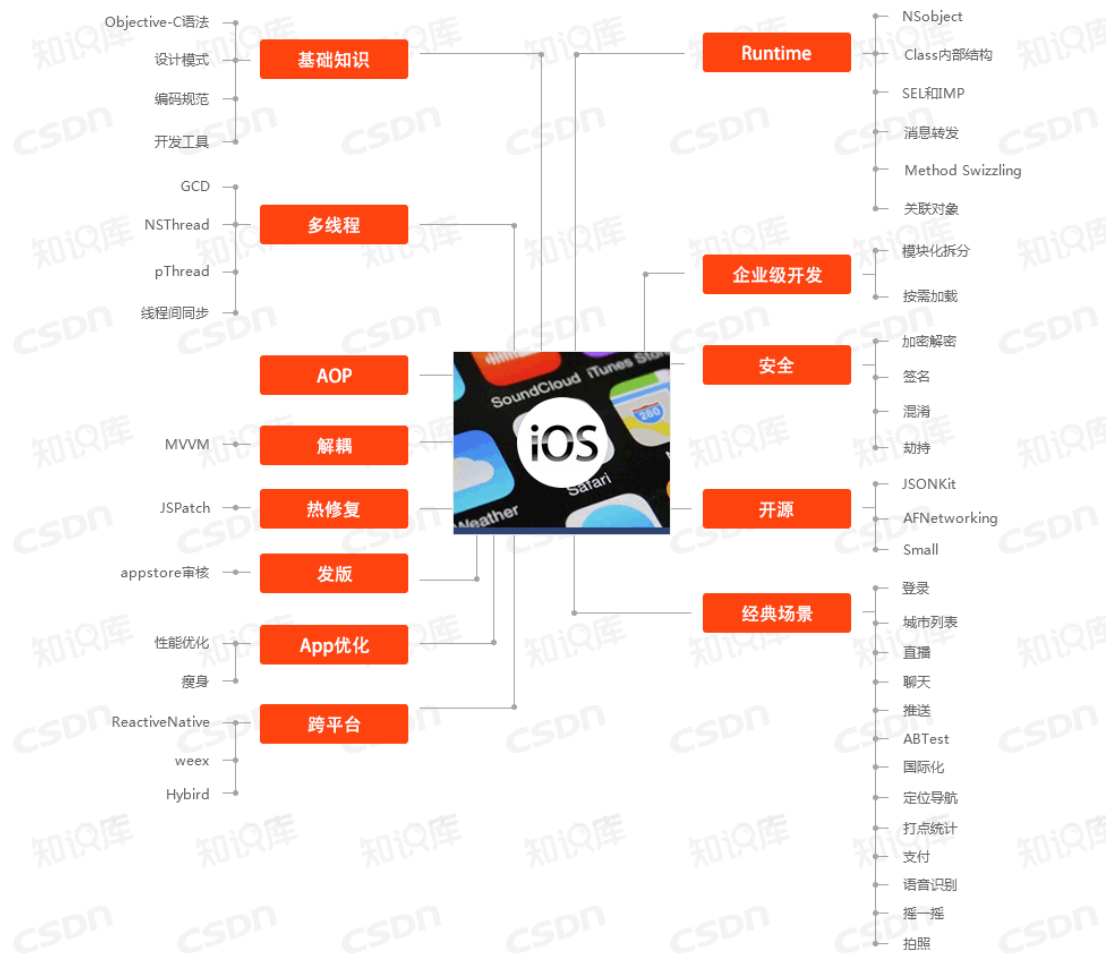 Objective-C语法
设计模式
编码规范
开发工具
基础知识
GCD
NSThread
pThread
线程间同步
多线程
AOP
MVVM
解耦
JSPatch
热修复
appstore审核
发版
性能优化
瘦身
App优化
ReactiveNative
weex
Hybird
跨平台
SoundCloud
iTunes Stor
280
iOS
Safari
Weather
Runtime
NSobject
Class内部结构
SEL和IMP
消息转发
Method Swizzling
关联对象
企业级开发
模块化拆分
按需加载
安全
加密解密
签名
混淆
劫持
开源
JSONKit
AFNetworking
Small
经典场景
登录
城市列表
直播
聊天
推送
ABTest
国际化
定位导航
打点统计
支付
语音识别
摇一摇
拍照
知识库
CSDN